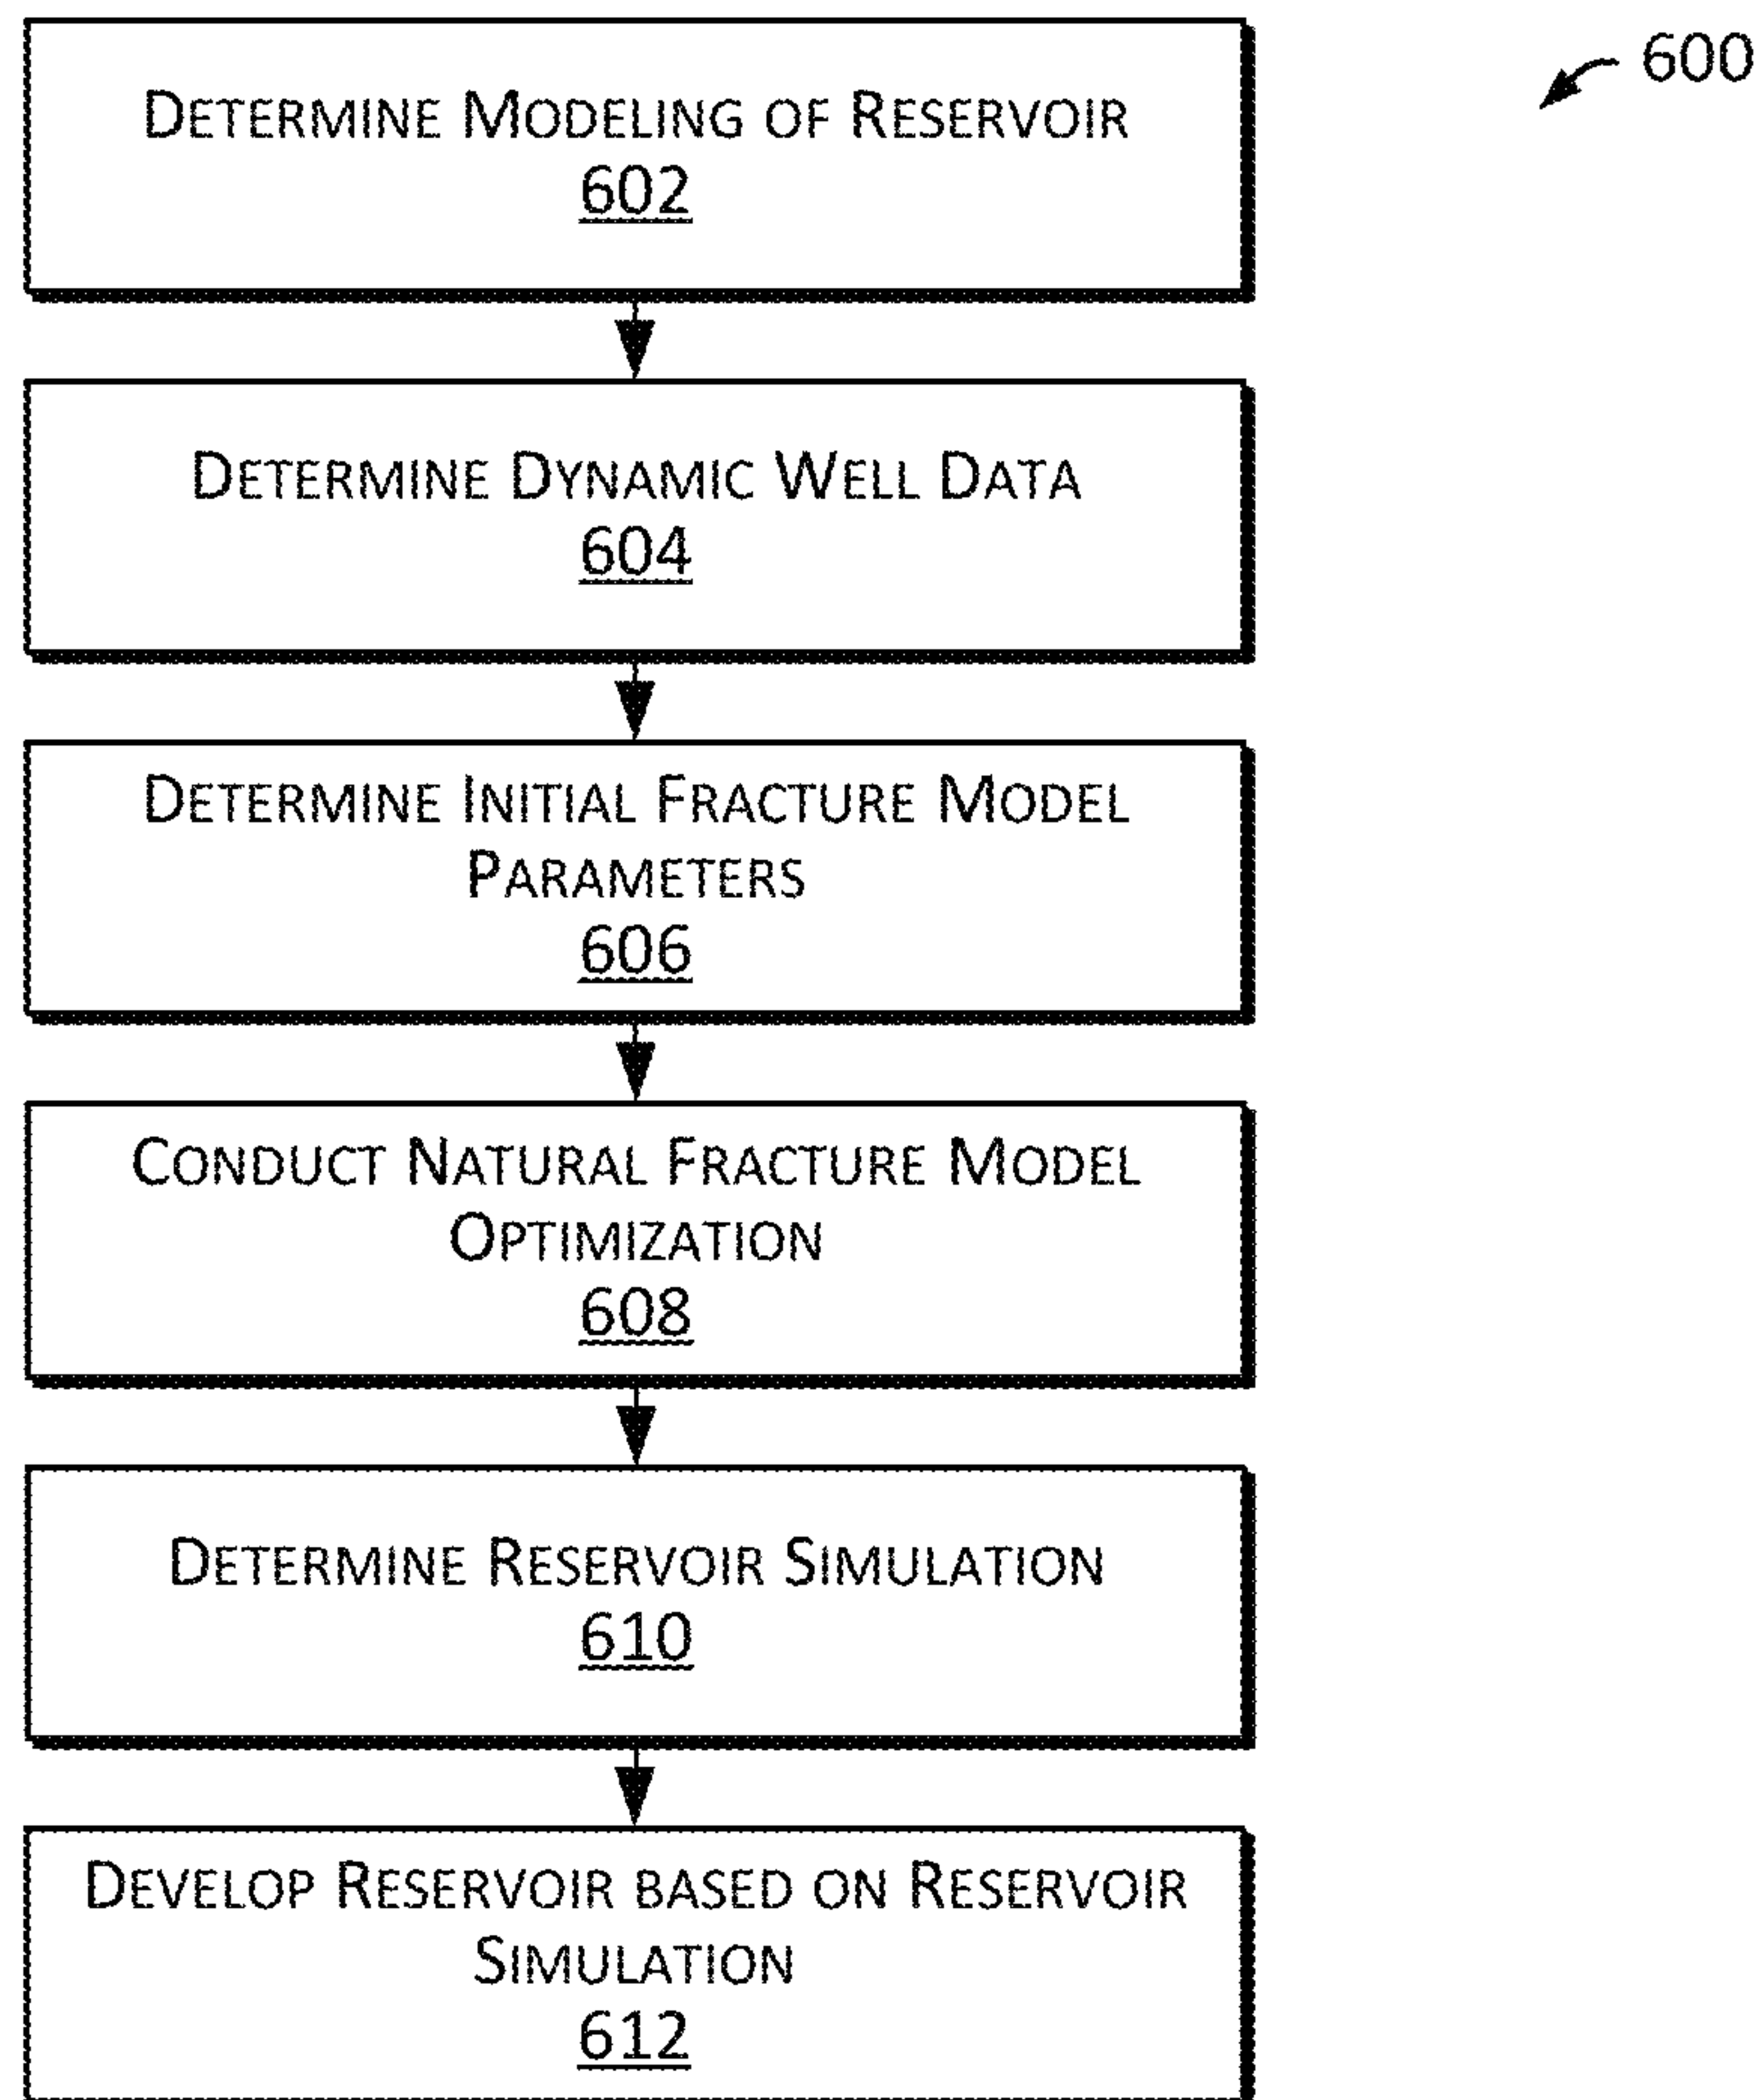 600
DETERMINE MODELING OF RESERVOIR
602
DETERMINE DYNAMIC WELL DATA
604
DETERMINE INITIAL FRACTURE MODEL
PARAMETERS
606
CONDUCT NATURAL FRACTURE MODEL
OPTIMIZATION
608
DETERMINE RESERVOIR SIMULATION
610
DEVELOP RESERVOIR BASED ON RESERVOIR
SIMULATION
612